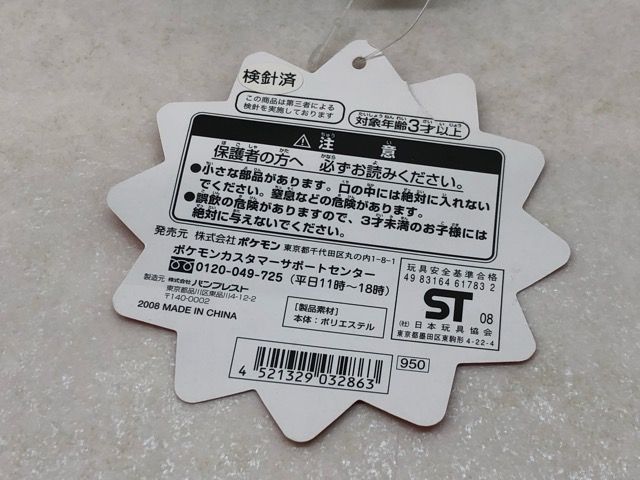 検針済
この商品は第三者による
検針を実施しております
対象年齢3才以上
注意
保護者の方へ 必ずお読みください。
●小さな部品があります。口の中には絶対に入れない
でください。窒息などの危険があります。
●誤飲の危険がありますので、3才未満のお子様には
絶対に与えないでください。
発売元 株式会社 ポケモン 東京都千代田区丸の内1-8-1
ポケモンカスタマーサポートセンター
0120-049-725 (平日11時〜18時)
製造元 株式会社 バンプレスト
東京都品川区東品川4-12-2
〒140-0002
2008 MADE IN CHINA
[製品素材]
本体：ポリエステル
玩具安全基準合格
49 83164 61783 2
ST 08
(社)日本玩具協会
東京都墨田区東駒形4-22-4
4 521329 032863
950